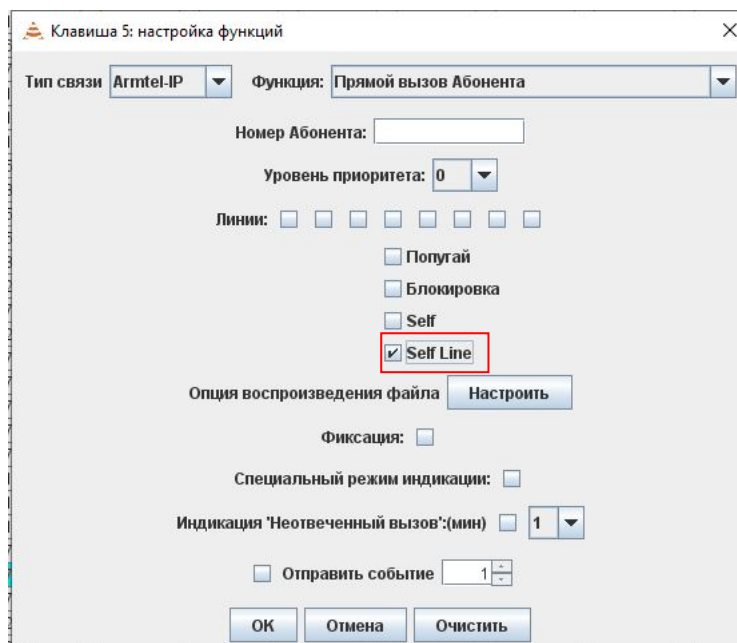 Клавиша 5: настройка функций
Тип связи Armtel-IP Функция: Прямой вызов Абонента
Номер Абонента:
Уровень приоритета: 0
Линии:
Попугай
Блокировка
Self
Self Line
Опция воспроизведения файла Настроить
Фиксация:
Специальный режим индикации:
Индикация 'Неотвеченный вызов':(мин) 1
Отправить событие 1
OK Отмена Очистить